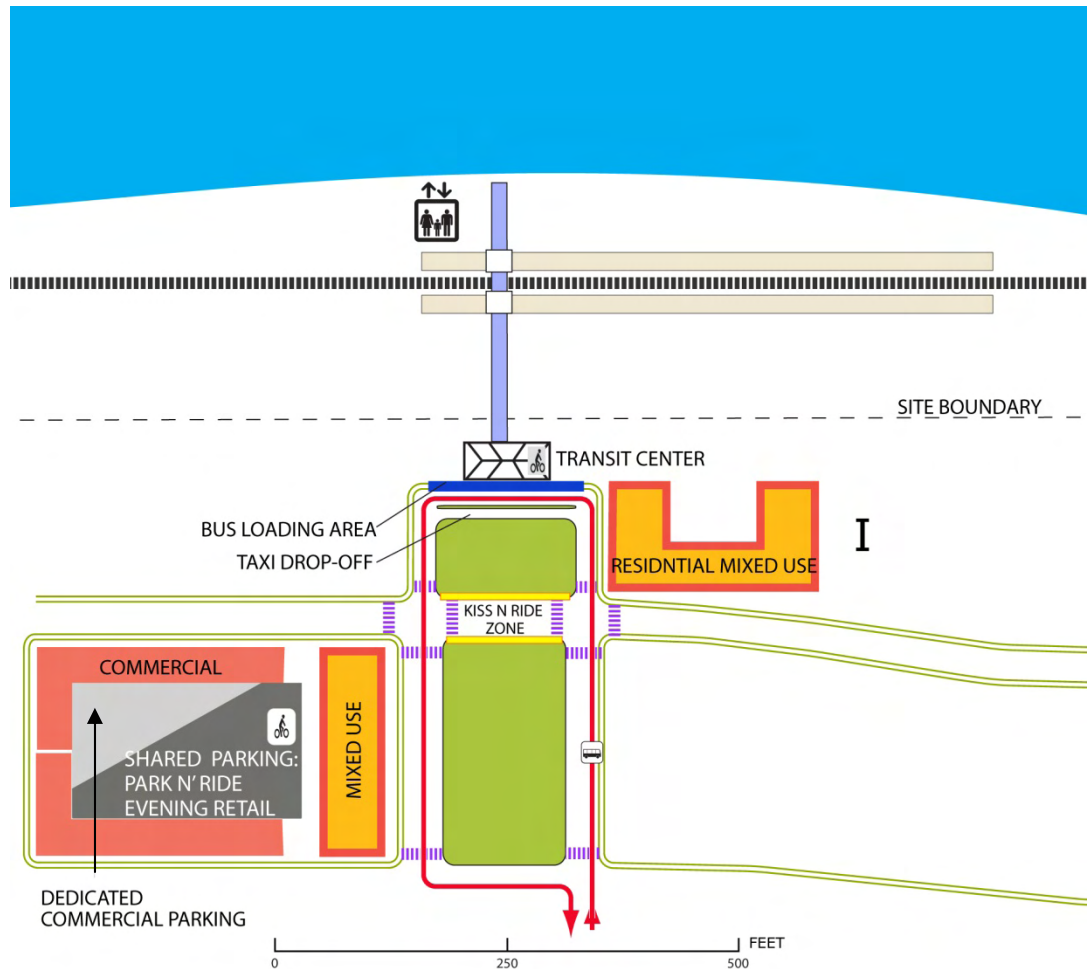 SITE BOUNDARY
TRANSIT CENTER
BUS LOADING AREA
TAXI DROP-OFF
RESIDNTIAL MIXED USE
I
KISS N RIDE
ZONE
COMMERCIAL
MIXED USE
SHARED PARKING:
PARK N' RIDE
EVENING RETAIL
DEDICATED
COMMERCIAL PARKING
FEET
0 250 500